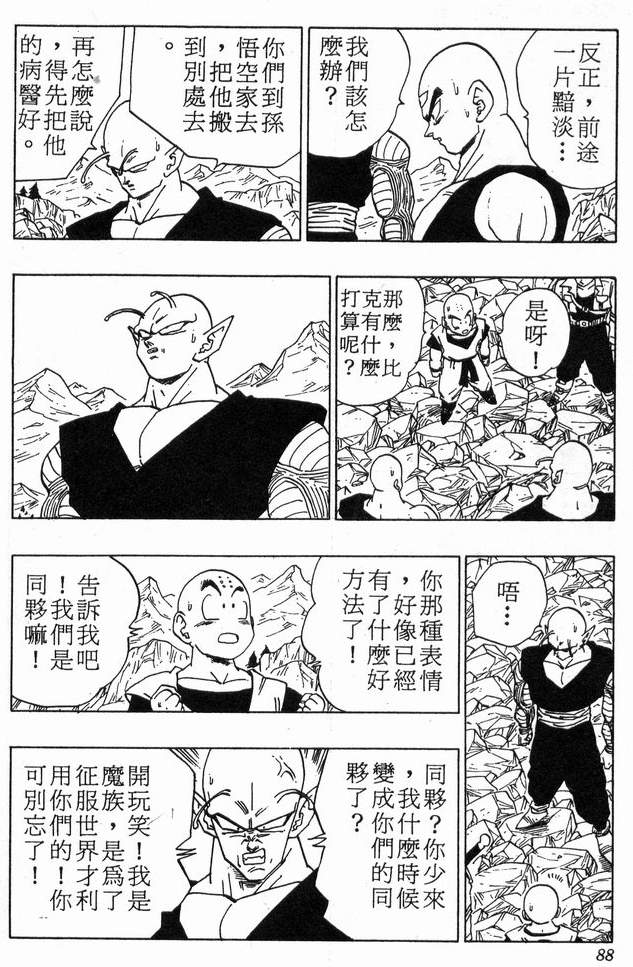 反正，前途
一片黯淡…
我們該怎
麼辦？
你們到孫
悟空家去
，把他搬
到別處去
。
再怎麼說
，得先把他
的病醫好。
是呀！
那麼，比
克有什麼
打算呢？
唔…
你那種表情
，好像已經
有了什麼好
方法了！
告訴我吧
！我們是
同夥嘛！
同夥？你少來
，我什麼時候
變成你們的同
夥了？
開玩笑！我是
魔族，是爲了
征服世界才利
用你們的！你
可別忘了！
88